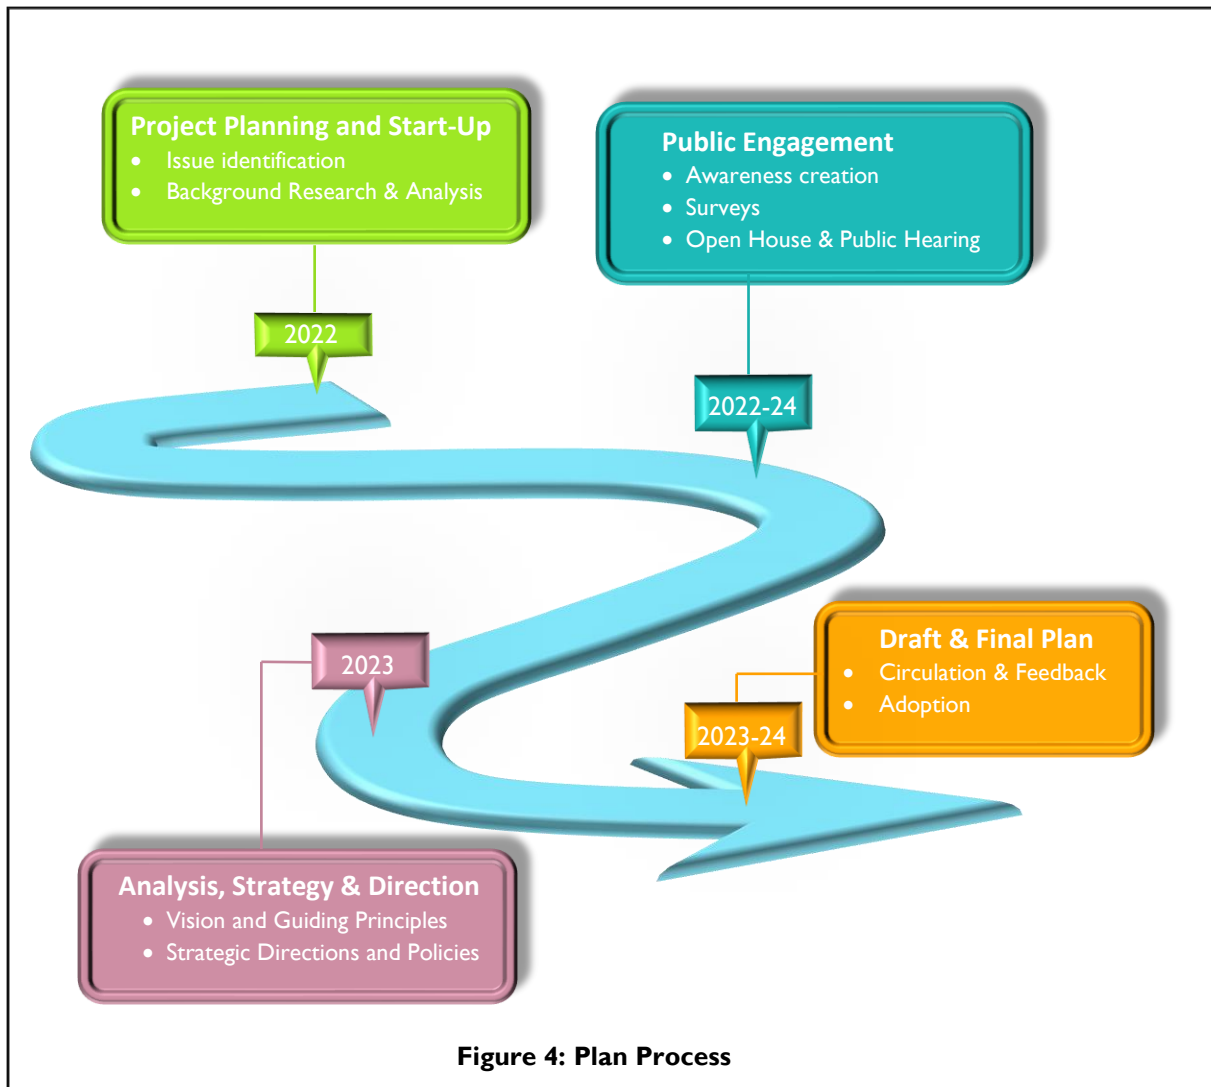 Project Planning and Start-Up
• Issue identification
• Background Research & Analysis
2022
Public Engagement
• Awareness creation
• Surveys
• Open House & Public Hearing
2022-24
2023
Analysis, Strategy & Direction
• Vision and Guiding Principles
• Strategic Directions and Policies
Draft & Final Plan
• Circulation & Feedback
• Adoption
2023-24
Figure 4: Plan Process